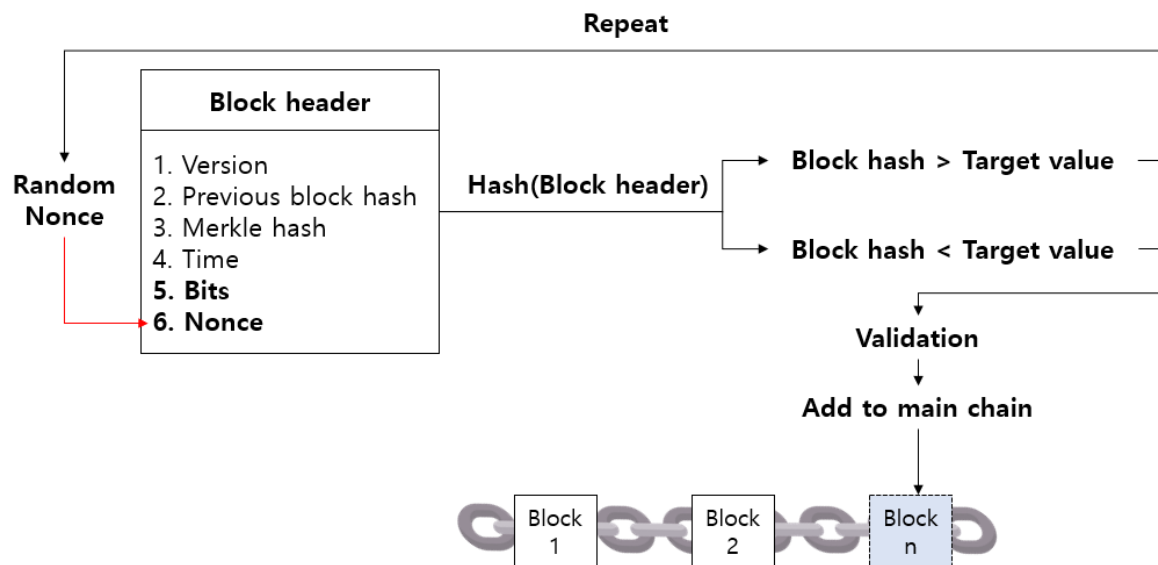 Repeat
Block header
1. Version
2. Previous block hash
3. Merkle hash
4. Time
5. Bits
6. Nonce
Random
Nonce
Hash(Block header)
Block hash > Target value
Block hash < Target value
Validation
Add to main chain
Block
1
Block
2
Block
n